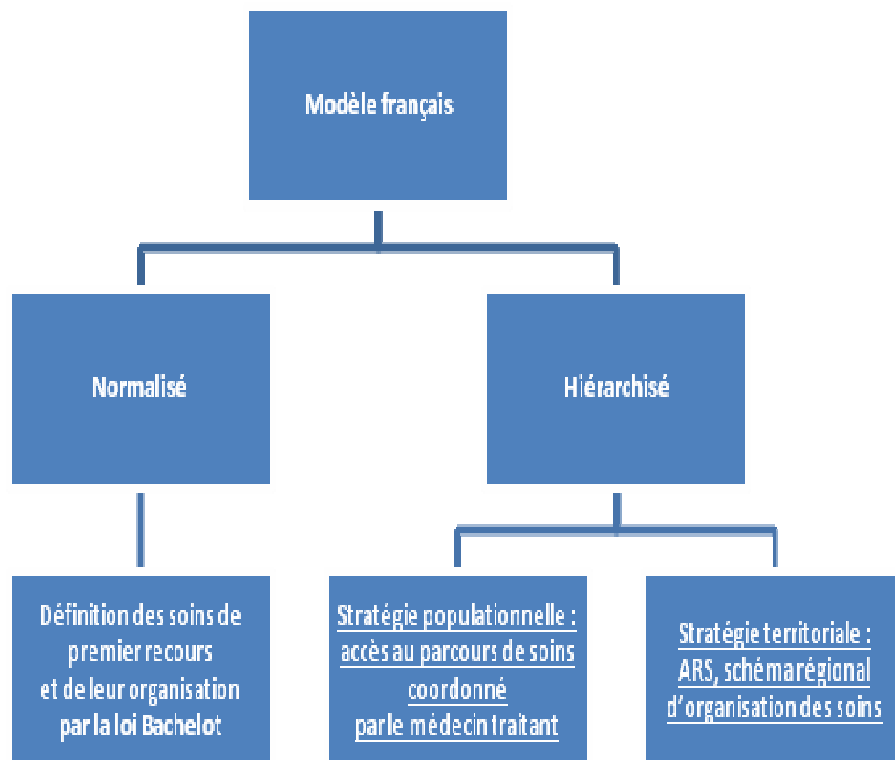 Modèle français
Normalisé
Hiérarchisé
Définition des soins de
premier recours
et de leur organisation
par la loi Bachelot
Stratégie populationnelle :
accès au parcours de soins
coordonné
par le médecin traitant
Stratégie territoriale :
ARS, schéma régional
d'organisation des soins